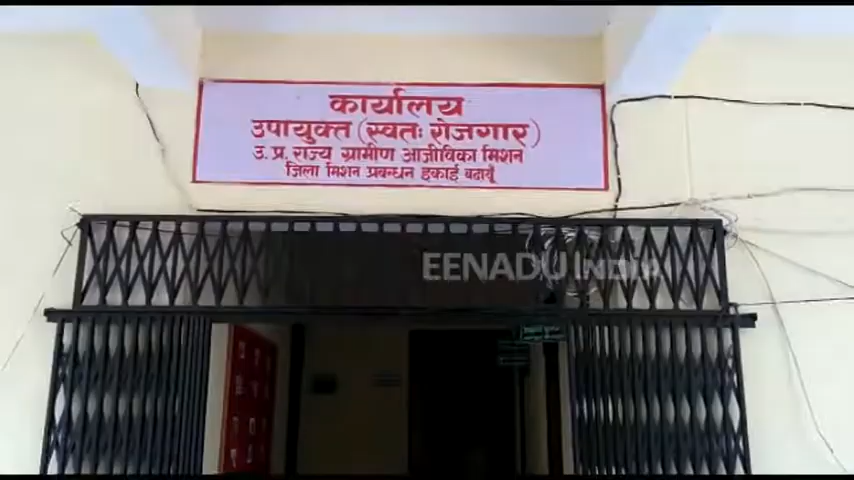 कार्यालय
उपायुक्त (स्वतः रोजगार)
उ.प्र. राज्य ग्रामीण आजीविका मिशन
जिला मिशन प्रबन्धन इकाई बदायूँ
EENADU INDIA